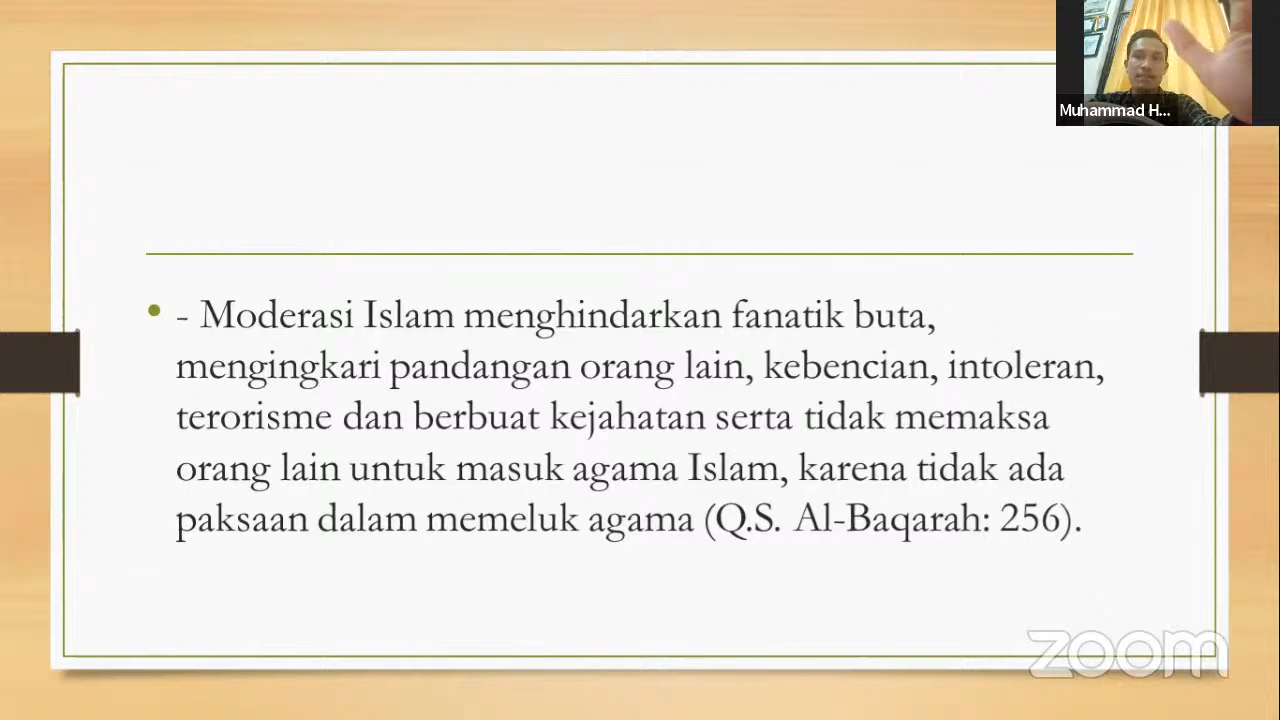 Muhammad H...
• - Moderasi Islam menghindarkan fanatik buta,
mengingkari pandangan orang lain, kebencian, intoleran,
terorisme dan berbuat kejahatan serta tidak memaksa
orang lain untuk masuk agama Islam, karena tidak ada
paksaan dalam memeluk agama (Q.S. Al-Baqarah: 256).
zoom